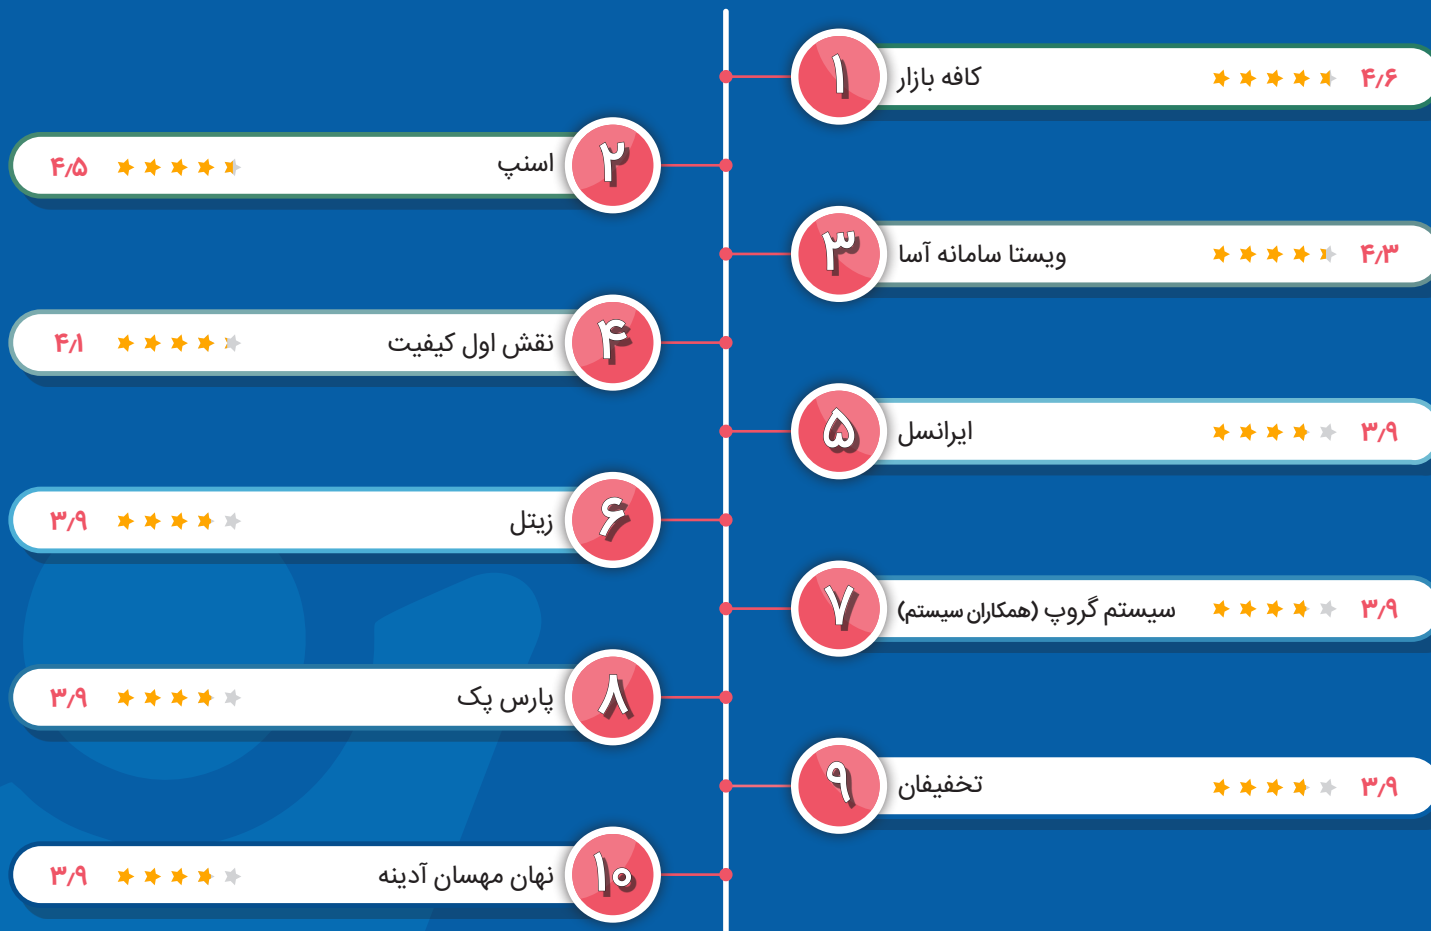 ۱ کافه بازار ۴٫۶
۲ اسنپ ۴٫۵
۳ ویستا سامانه آسا ۴٫۳
۴ نقش اول کیفیت ۴٫۱
۵ ایرانسل ۳٫۹
۶ زیتل ۳٫۹
۷ سیستم گروپ (همکاران سیستم) ۳٫۹
۸ پارس پک ۳٫۹
۹ تخفیفان ۳٫۹
۱۰ نهان مهسان آدینه ۳٫۹